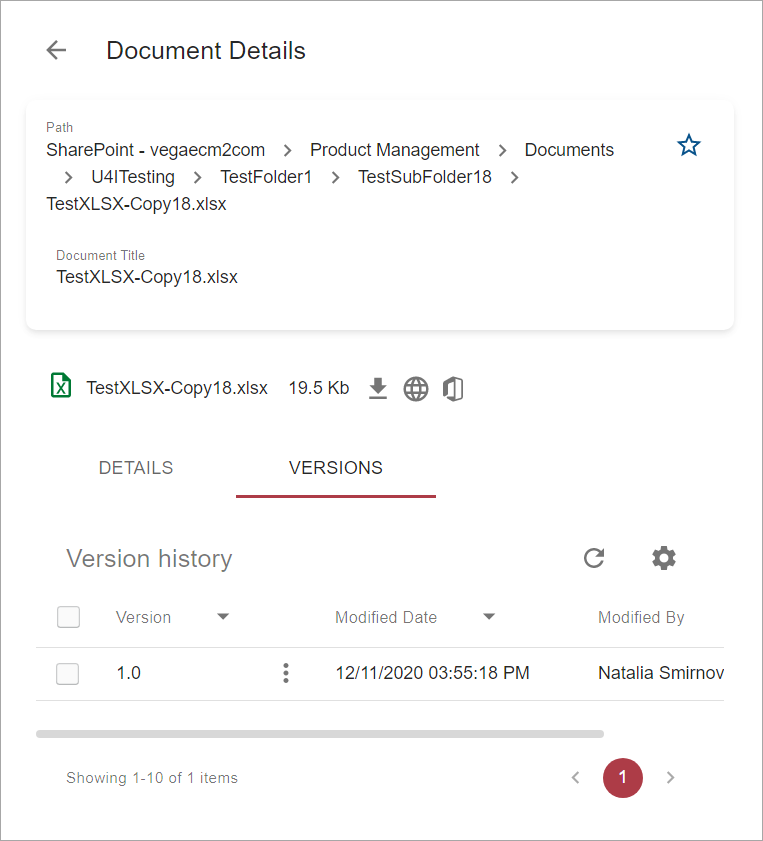 Document Details
Path
SharePoint - vegaecm2com > Product Management > Documents
> U4ITesting > TestFolder1 > TestSubFolder18 >
TestXLSX-Copy18.xlsx
Document Title
TestXLSX-Copy18.xlsx
TestXLSX-Copy18.xlsx 19.5 Kb
DETAILS VERSIONS
Version history
Version Modified Date Modified By
1.0 12/11/2020 03:55:18 PM Natalia Smirnov
Showing 1-10 of 1 items 1